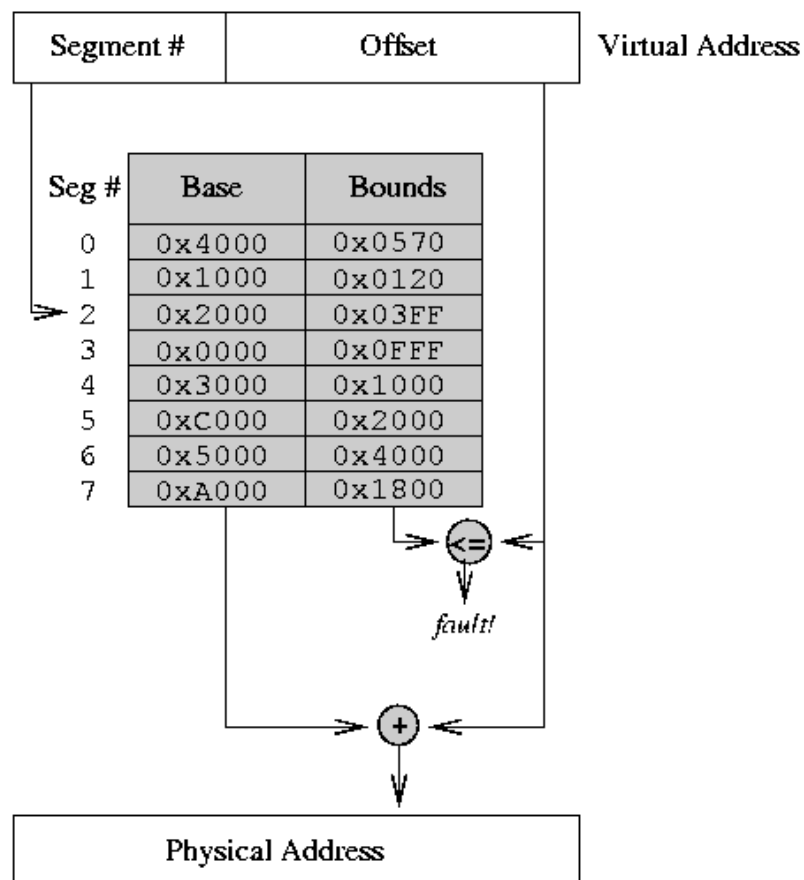 Segment # Offset Virtual Address
Seg # Base Bounds
0 0x4000 0x0570
1 0x1000 0x0120
2 0x2000 0x03FF
3 0x0000 0x0FFF
4 0x3000 0x1000
5 0xC000 0x2000
6 0x5000 0x4000
7 0xA000 0x1800
<=
fault!
+
Physical Address